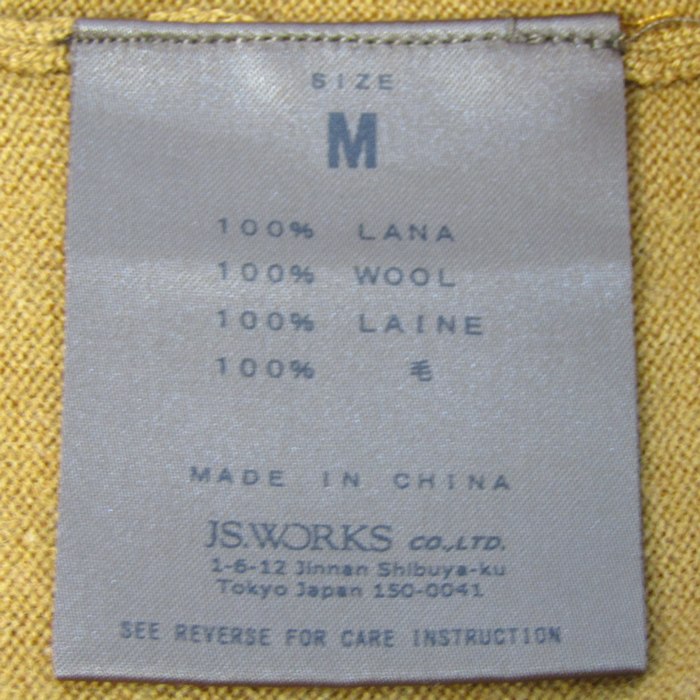 SIZE
M
100% LANA
100% WOOL
100% LAINE
100% 毛
MADE IN CHINA
JS.WORKS CO.,LTD.
1-6-12 Jinnan Shibuya-ku
Tokyo Japan 150-0041
SEE REVERSE FOR CARE INSTRUCTION